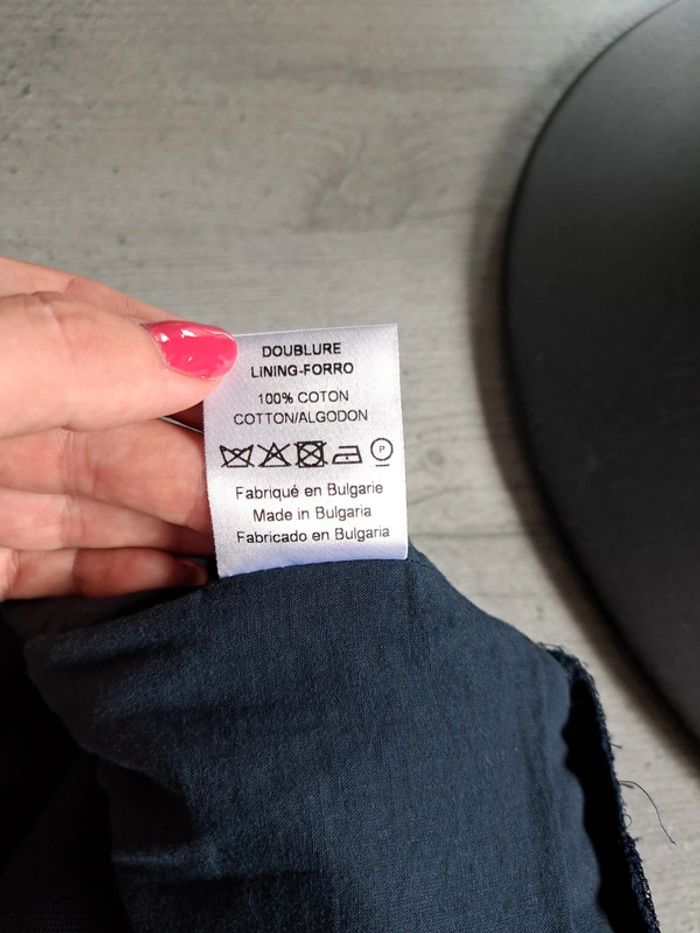 DOUBLURE
LINING-FORRO
100% COTON
COTTON/ALGODON
P
Fabriqué en Bulgarie
Made in Bulgaria
Fabricado en Bulgaria